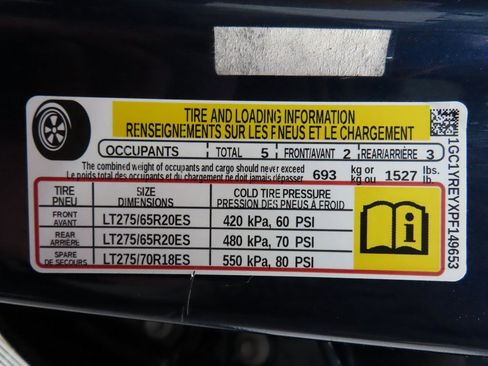 TIRE AND LOADING INFORMATION
RENSEIGNEMENTS SUR LES PNEUS ET LE CHARGEMENT
OCCUPANTS TOTAL 5 FRONT/AVANT 2 REAR/ARRIÈRE 3
The combined weight of occupants and cargo should never exceed 693 kg or 1527 lbs.
Le poids total des occupants et du chargement ne doit jamais dépasser kg ou lb.
TIRE SIZE COLD TIRE PRESSURE
PNEU DIMENSIONS PRESSION DES PNEUS À FROID
FRONT
AVANT LT275/65R20ES 420 kPa, 60 PSI
REAR
ARRIÈRE LT275/65R20ES 480 kPa, 70 PSI
SPARE
DE SECOURS LT275/70R18ES 550 kPa, 80 PSI
1GC1YREYXPF149653